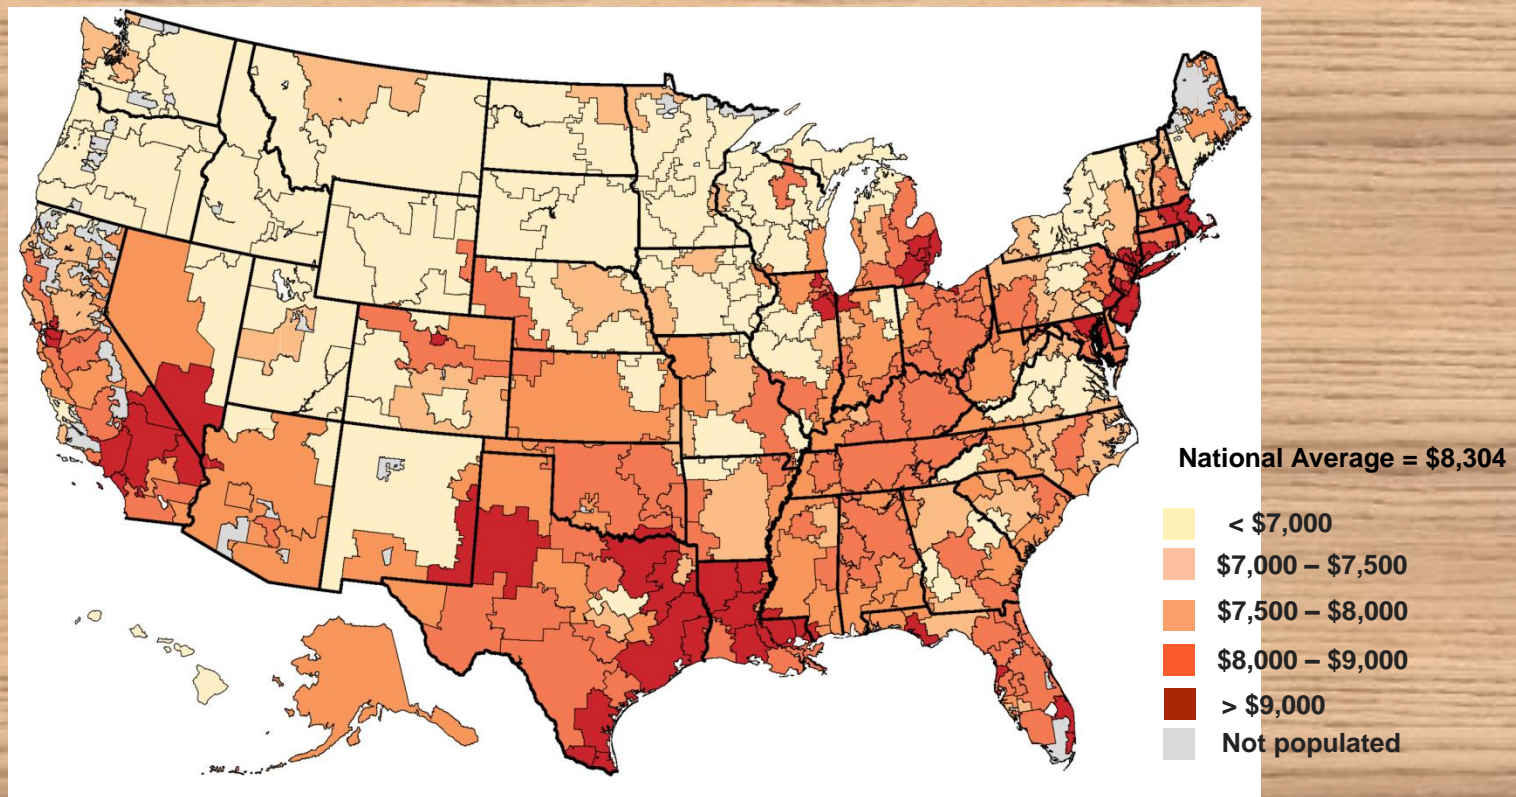 National Average = $8,304
< $7,000
$7,000 – $7,500
$7,500 – $8,000
$8,000 – $9,000
> $9,000
Not populated